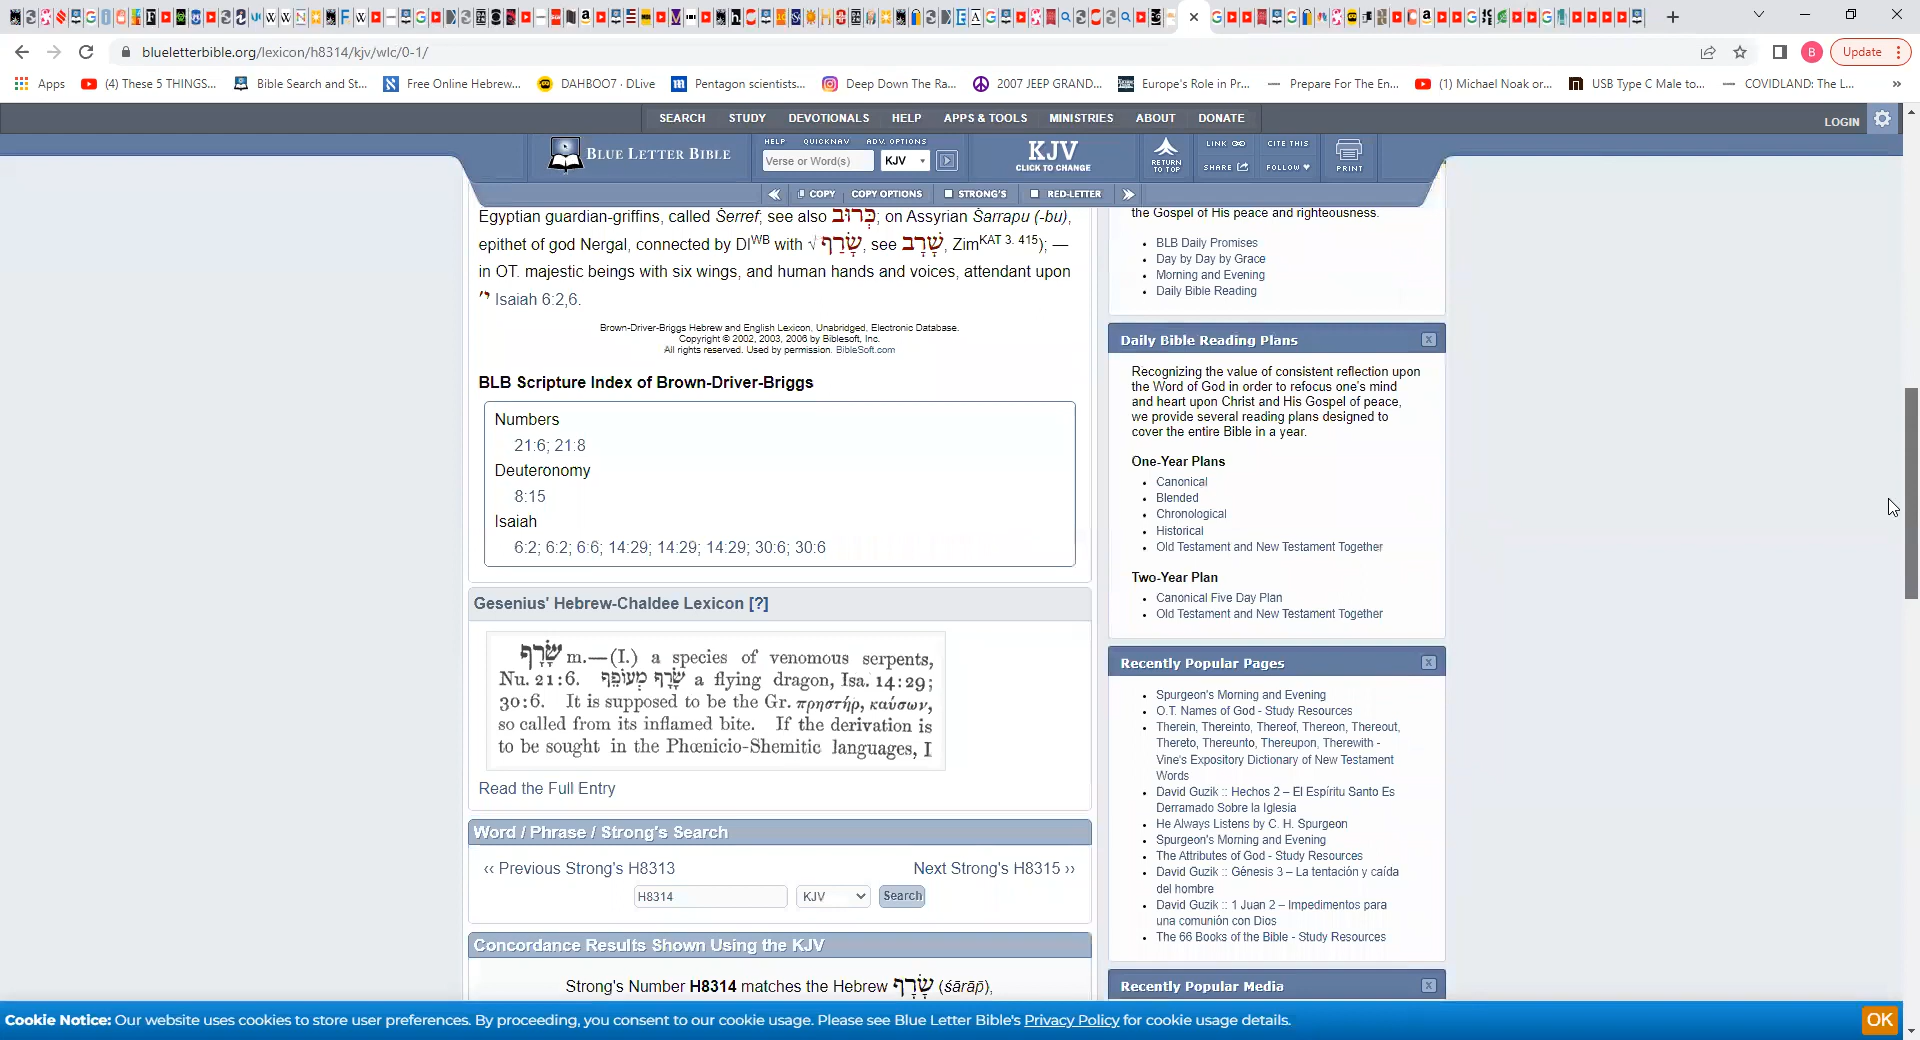 blueletterbible.org/lexicon/h8314/kjv/wlc/0-1/
B
Update
Apps
(4) These 5 THINGS...
Bible Search and St...
Free Online Hebrew...
DAHBOO7 · DLive
Pentagon scientists...
Deep Down The Ra...
2007 JEEP GRAND...
Europe's Role in Pr...
Prepare For The En...
(1) Michael Noak or...
USB Type C Male to...
COVIDLAND: The L...
SEARCH
STUDY
DEVOTIONALS
HELP
APPS & TOOLS
MINISTRIES
ABOUT
DONATE
LOGIN
BLUE LETTER BIBLE
HELP QUICKNAV ADV. OPTIONS
Verse or Word(s)
KJV
KJV
CLICK TO CHANGE
RETURN
TO TOP
LINK
SHARE
CITE THIS
FOLLOW
PRINT
COPY
COPY OPTIONS
STRONG'S
RED-LETTER
Egyptian guardian-griffins, called Šerref; see also כְּרוּב; on Assyrian Šarrapu (-bu),
epithet of god Nergal, connected by DlWB with √ שָׂרַף, see שָׁרָב, ZimKAT 3. 415); —
in OT. majestic beings with six wings, and human hands and voices, attendant upon
י׳ Isaiah 6:2,6.
Brown-Driver-Briggs Hebrew and English Lexicon, Unabridged, Electronic Database.
Copyright © 2002, 2003, 2006 by Biblesoft, Inc.
All rights reserved. Used by permission. BibleSoft.com
BLB Scripture Index of Brown-Driver-Briggs
Numbers
21:6; 21:8
Deuteronomy
8:15
Isaiah
6:2; 6:2; 6:6; 14:29; 14:29; 14:29; 30:6; 30:6
Gesenius' Hebrew-Chaldee Lexicon [?]
שָׂרָף m.—(I.) a species of venomous serpents,
Nu. 21:6. שָׂרָף מְעוֹפֵף a flying dragon, Isa. 14:29;
30:6. It is supposed to be the Gr. πρηστήρ, καύσων,
so called from its inflamed bite. If the derivation is
to be sought in the Phœnicio-Shemitic languages, I
Read the Full Entry
Word / Phrase / Strong's Search
‹‹ Previous Strong's H8313
Next Strong's H8315 ››
H8314
KJV
Search
Concordance Results Shown Using the KJV
Strong's Number H8314 matches the Hebrew שָׂרָף (śārāp̄),
the Gospel of His peace and righteousness.
BLB Daily Promises
Day by Day by Grace
Morning and Evening
Daily Bible Reading
Daily Bible Reading Plans
Recognizing the value of consistent reflection upon
the Word of God in order to refocus one's mind
and heart upon Christ and His Gospel of peace,
we provide several reading plans designed to
cover the entire Bible in a year.
One-Year Plans
Canonical
Blended
Chronological
Historical
Old Testament and New Testament Together
Two-Year Plan
Canonical Five Day Plan
Old Testament and New Testament Together
Recently Popular Pages
Spurgeon's Morning and Evening
O.T. Names of God - Study Resources
Therein, Thereinto, Thereof, Thereon, Thereout,
Thereto, Thereunto, Thereupon, Therewith -
Vine's Expository Dictionary of New Testament
Words
David Guzik :: Hechos 2 – El Espíritu Santo Es
Derramado Sobre la Iglesia
He Always Listens by C. H. Spurgeon
Spurgeon's Morning and Evening
The Attributes of God - Study Resources
David Guzik :: Génesis 3 – La tentación y caída
del hombre
David Guzik :: 1 Juan 2 – Impedimentos para
una comunión con Dios
The 66 Books of the Bible - Study Resources
Recently Popular Media
Cookie Notice: Our website uses cookies to store user preferences. By proceeding, you consent to our cookie usage. Please see Blue Letter Bible's Privacy Policy for cookie usage details.
OK